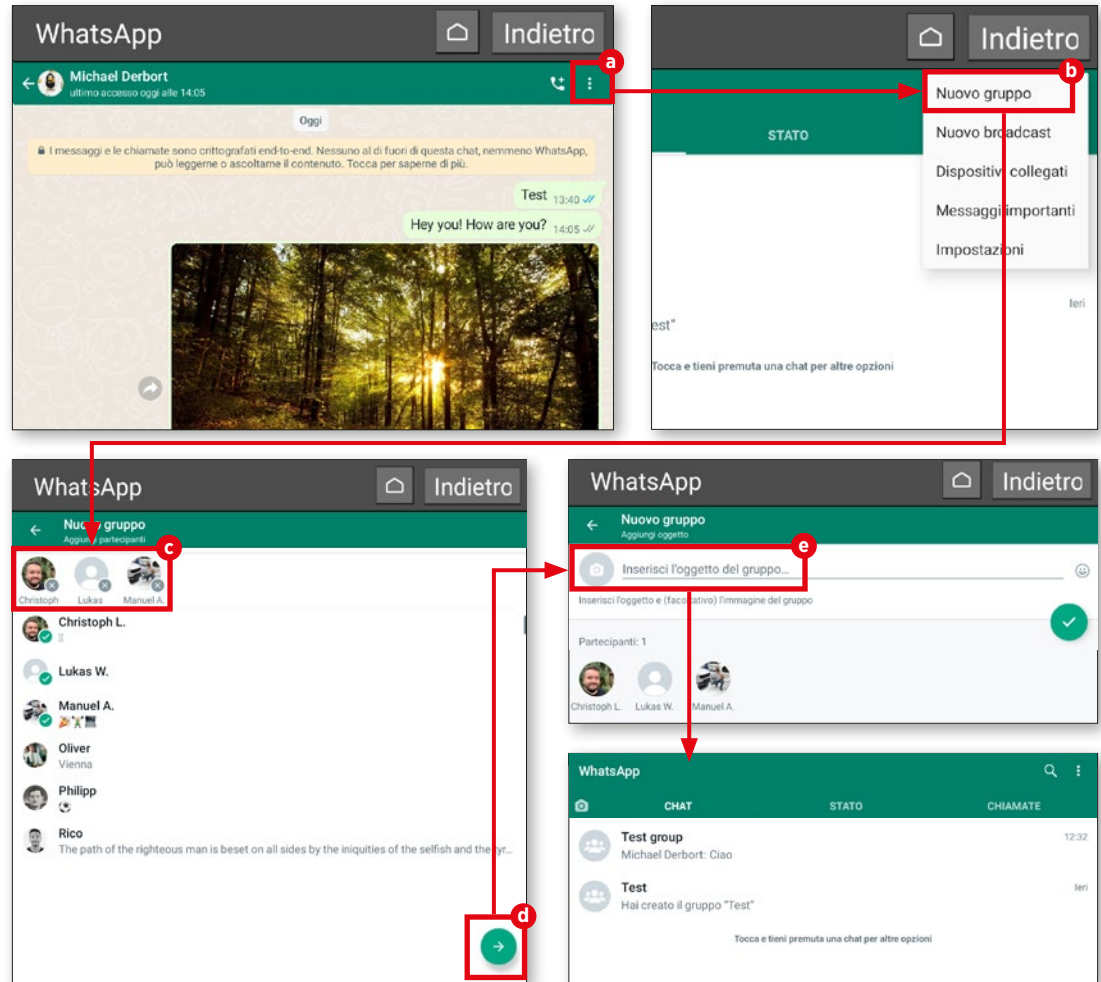 WhatsApp
Indietro
a
Michael Derbort
ultimo accesso oggi alle 14:05
Oggi
I messaggi e le chiamate sono crittografati end-to-end. Nessuno al di fuori di questa chat, nemmeno WhatsApp,
può leggerne o ascoltarne il contenuto. Tocca per saperne di più.
Test 13:40
Hey you! How are you? 14:05
Indietro
b
Nuovo gruppo
STATO
Nuovo broadcast
Dispositivi collegati
Messaggi importanti
Impostazioni
Ieri
est"
Tocca e tieni premuta una chat per altre opzioni
WhatsApp
Indietro
Nuovo gruppo
Aggiungi partecipanti
c
Christoph Lukas Manuel A.
Christoph L.
Lukas W.
Manuel A.
Oliver
Vienna
Philipp
Rico
The path of the righteous man is beset on all sides by the iniquities of the selfish and the tyr...
d
WhatsApp
Indietro
Nuovo gruppo
Aggiungi oggetto
e
Inserisci l'oggetto del gruppo...
Inserisci l'oggetto e (facoltativo) l'immagine del gruppo
Partecipanti: 1
Christoph L. Lukas W. Manuel A.
WhatsApp
CHAT STATO CHIAMATE
Test group 12:32
Michael Derbort: Ciao
Test Ieri
Hai creato il gruppo "Test"
Tocca e tieni premuta una chat per altre opzioni